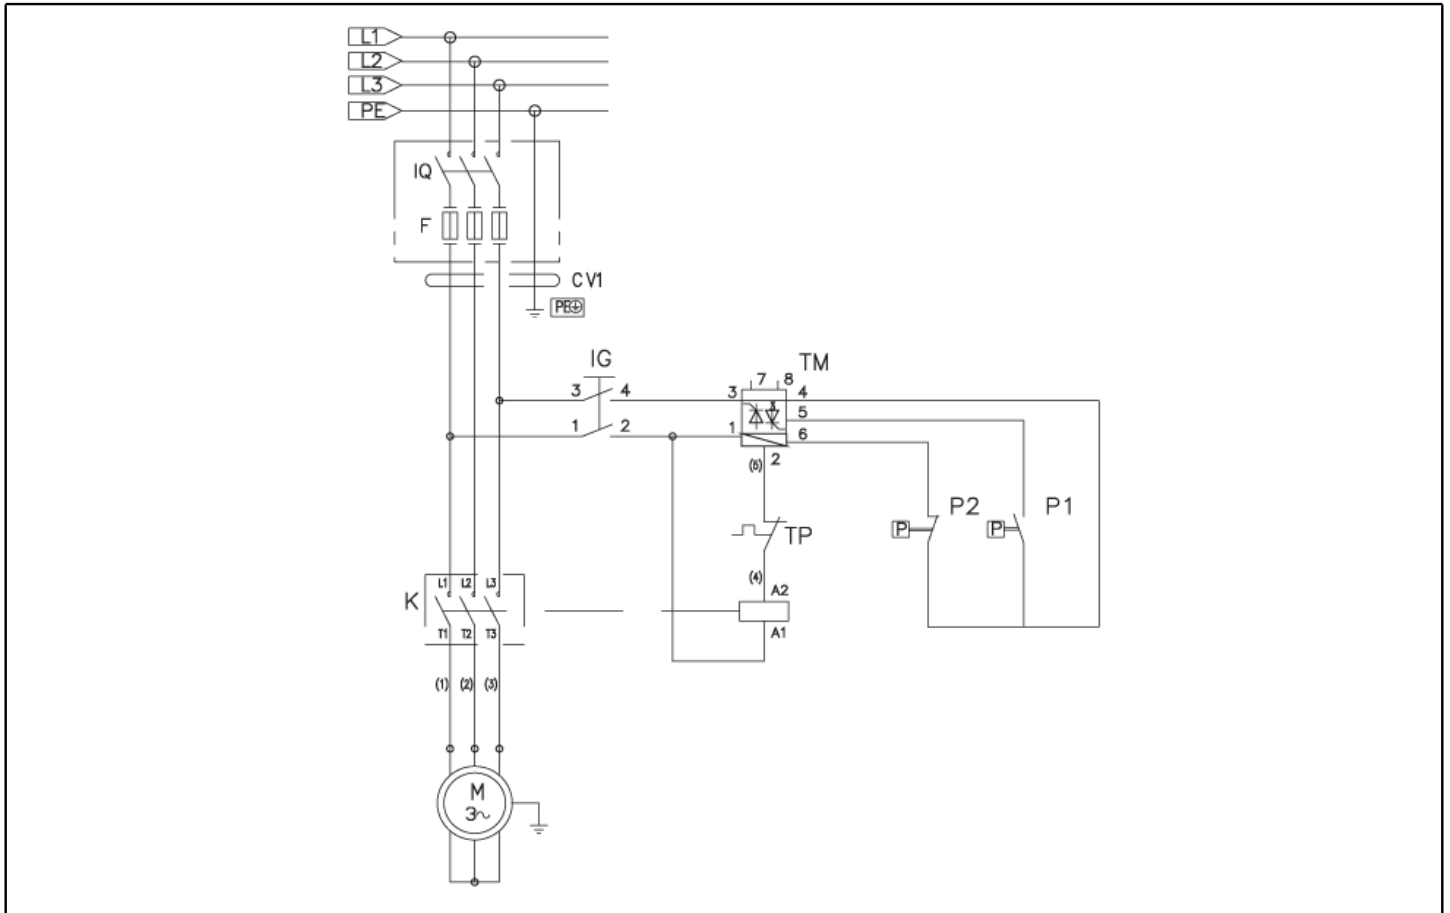 L1
L2
L3
PE
IQ
F
CV1
PE
IG
TM
7 8
3 4 3 4
5
1 2 1 6
(5) 2
P2 P1
P P
TP
(4)
A2
L1 L2 L3
K
T1 T2 T3
A1
(1) (2) (3)
M
3~